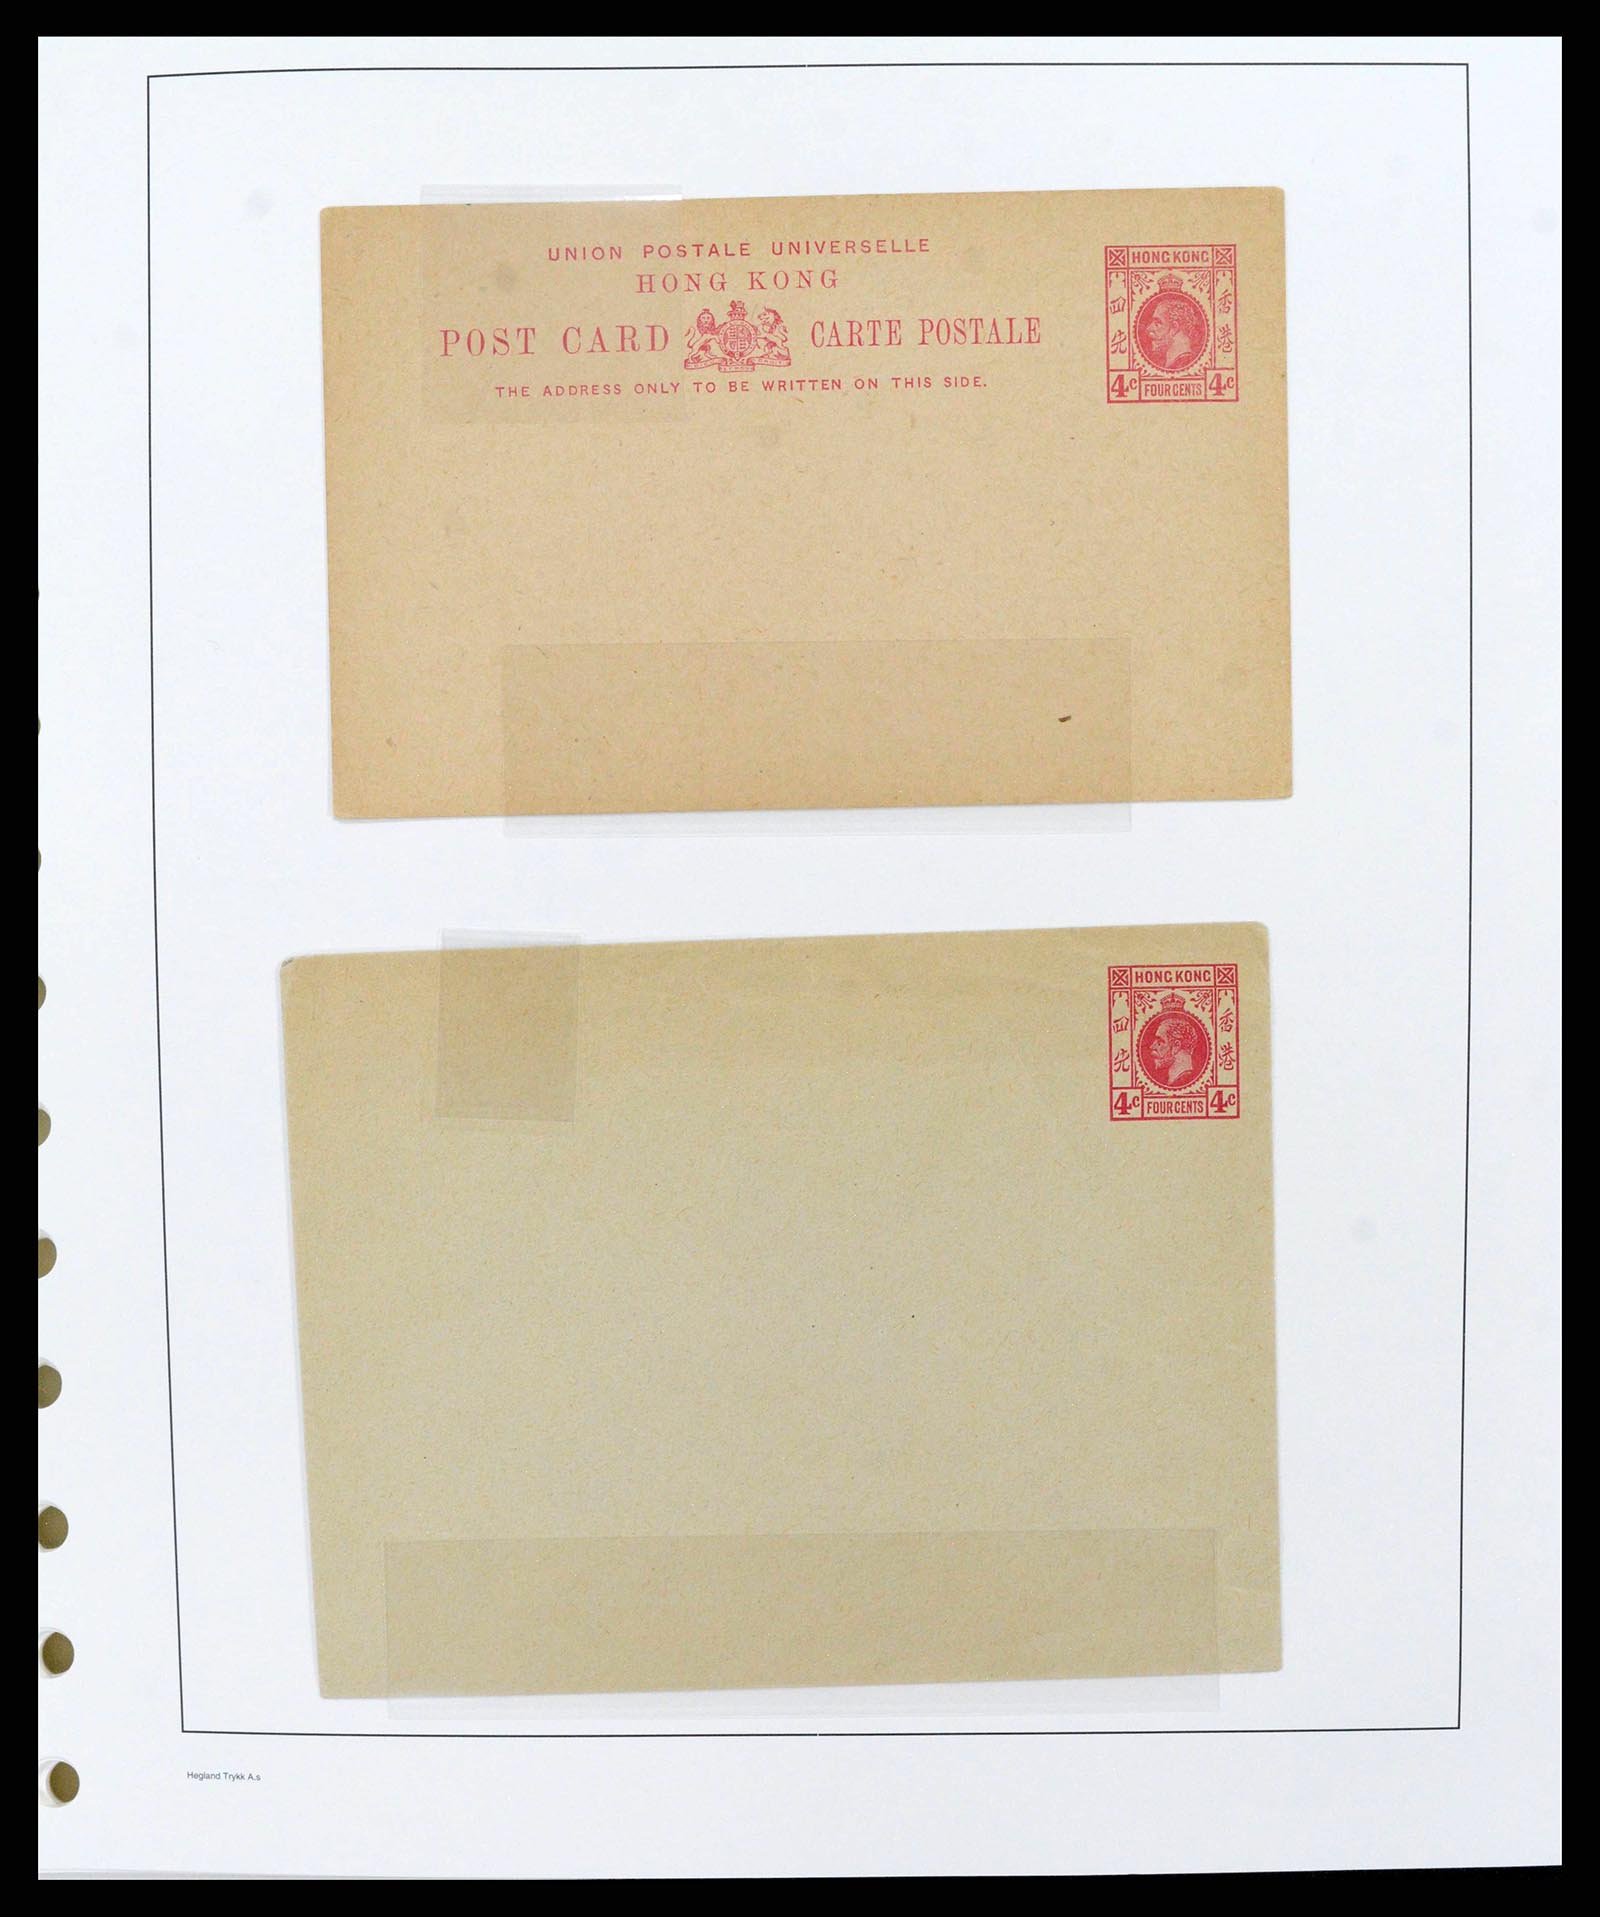 UNION POSTALE UNIVERSELLE
HONG KONG
POST CARD CARTE POSTALE
THE ADDRESS ONLY TO BE WRITTEN ON THIS SIDE.
HONG KONG
香港
四先
4c FOUR CENTS 4c
HONG KONG
香港
四先
4c FOUR CENTS 4c
Hegland Trykk A.s